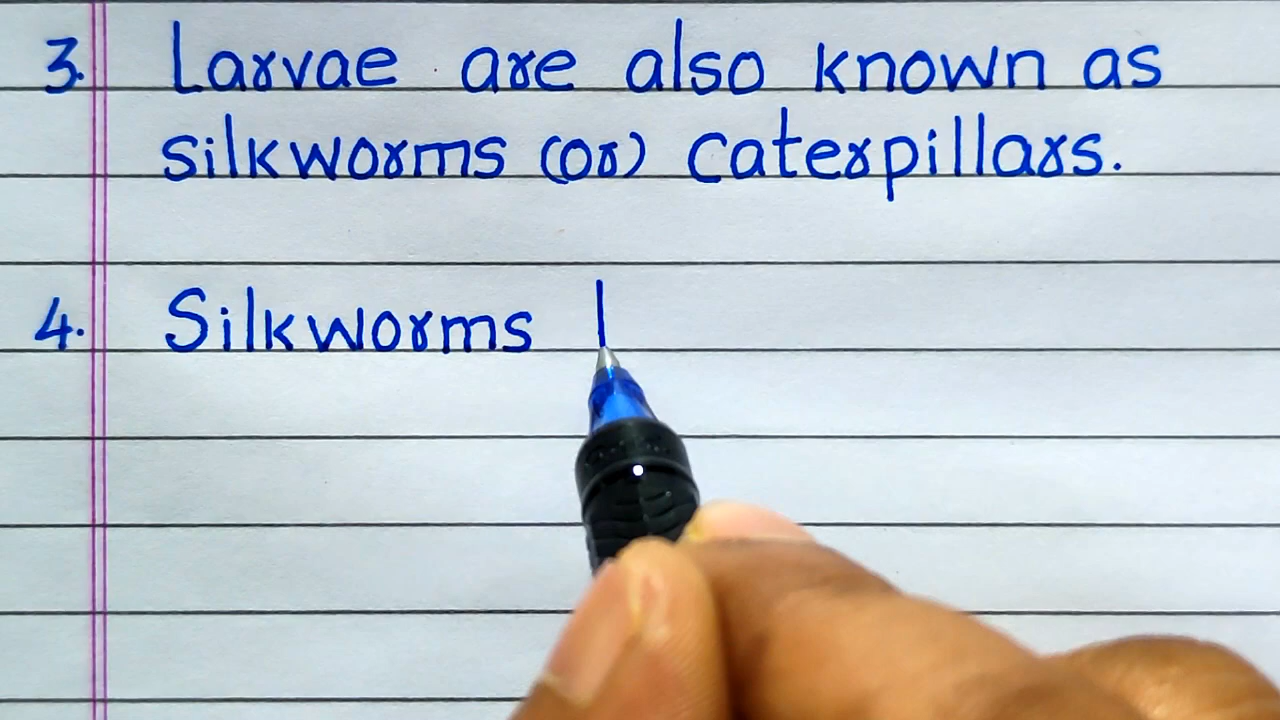 3. Larvae are also known as
silkworms (or) caterpillars.
4. Silkworms